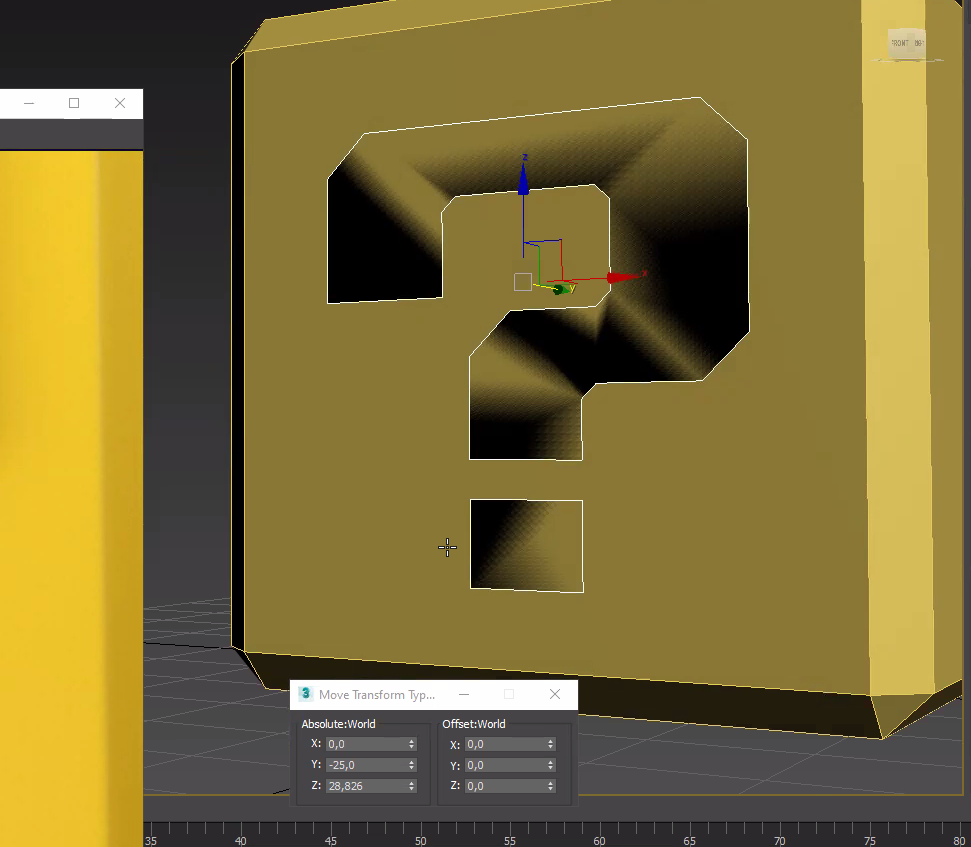 FRONT
z
x
y
3 Move Transform Typ...
Absolute:World Offset:World
X: 0,0 X: 0,0
Y: -25,0 Y: 0,0
Z: 28,826 Z: 0,0
35 40 45 50 55 60 65 70 75 80